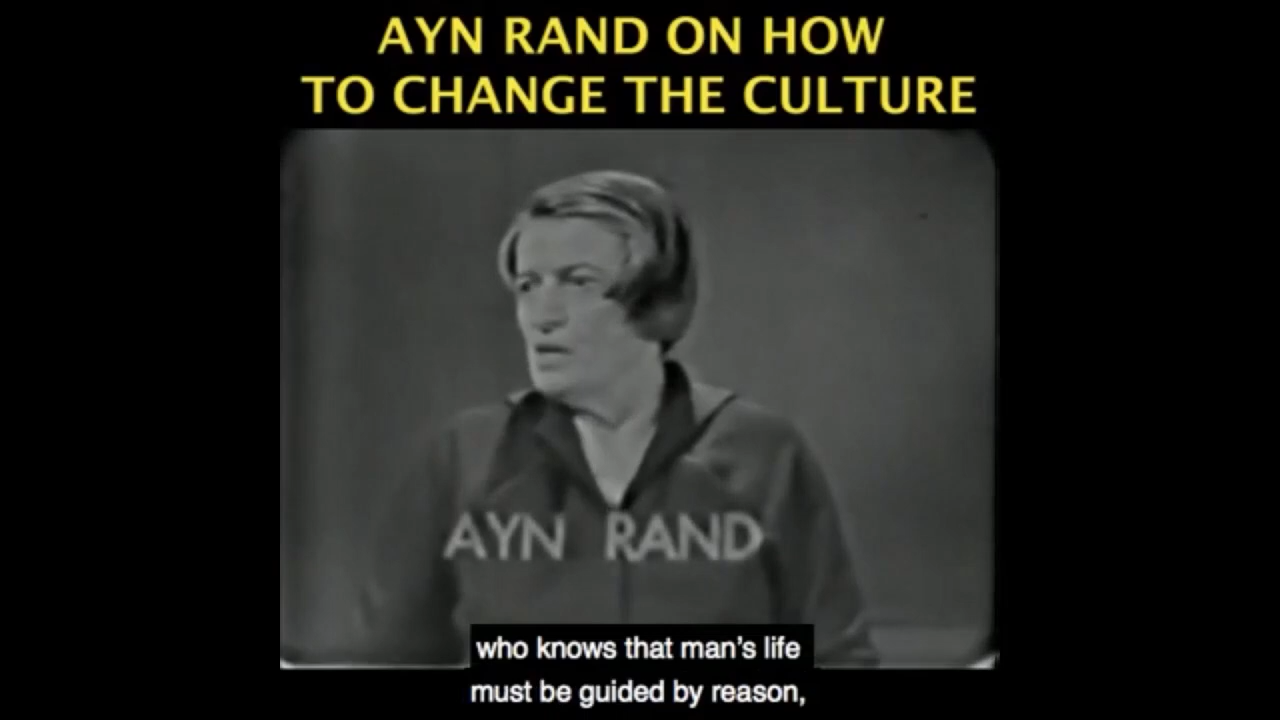 AYN RAND ON HOW
TO CHANGE THE CULTURE
AYN RAND
who knows that man's life
must be guided by reason,